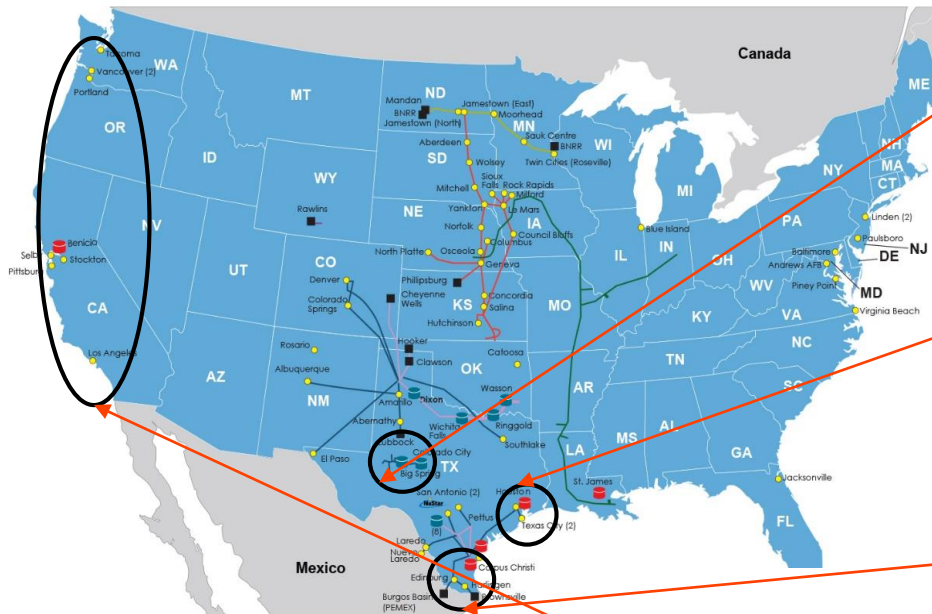 Canada
ME
Tacoma
WA
Vancouver (2)
Portland
MT
ND
Mandan
BNRR
Jamestown (East)
Jamestown (North)
Moorhead
MN
Sauk Centre
BNRR
Twin Cities (Roseville)
WI
OR
ID
Aberdeen
SD
Wolsey
NH
MA
NY
CT
MI
WY
Sioux
Falls
Rock Rapids
Milford
Mitchell
Yankton
Le Mars
Rawlins
NE
Norfolk
IA
Council Bluffs
Columbus
Osceola
North Platte
Geneva
PA
Linden (2)
Blue Island
Paulsboro
NJ
NV
Benicia
Selby
Stockton
Pittsburg
UT
CO
Denver
Colorado
Springs
Phillipsburg
Cheyenne
Wells
KS
Concordia
Salina
Hutchinson
IL
IN
OH
MO
Baltimore
Andrews AFB
Piney Point
DE
MD
WV
VA
Virginia Beach
KY
CA
Los Angeles
AZ
Rosario
Albuquerque
NM
Hooker
Clawson
Catoosa
OK
TN
NC
AR
SC
Amarillo
Dixon
Wasson
Abernathy
Lubbock
Wichita
Falls
Ringgold
Southlake
El Paso
Colorado City
Big Spring
TX
LA
MS
AL
GA
St. James
Jacksonville
FL
San Antonio (2)
NuStar
(8)
Pettus
Houston
Texas City (2)
Laredo
Nuevo
Laredo
Corpus Christi
Mexico
Edinburg
Harlingen
Burgos Basin
(PEMEX)
Brownsville